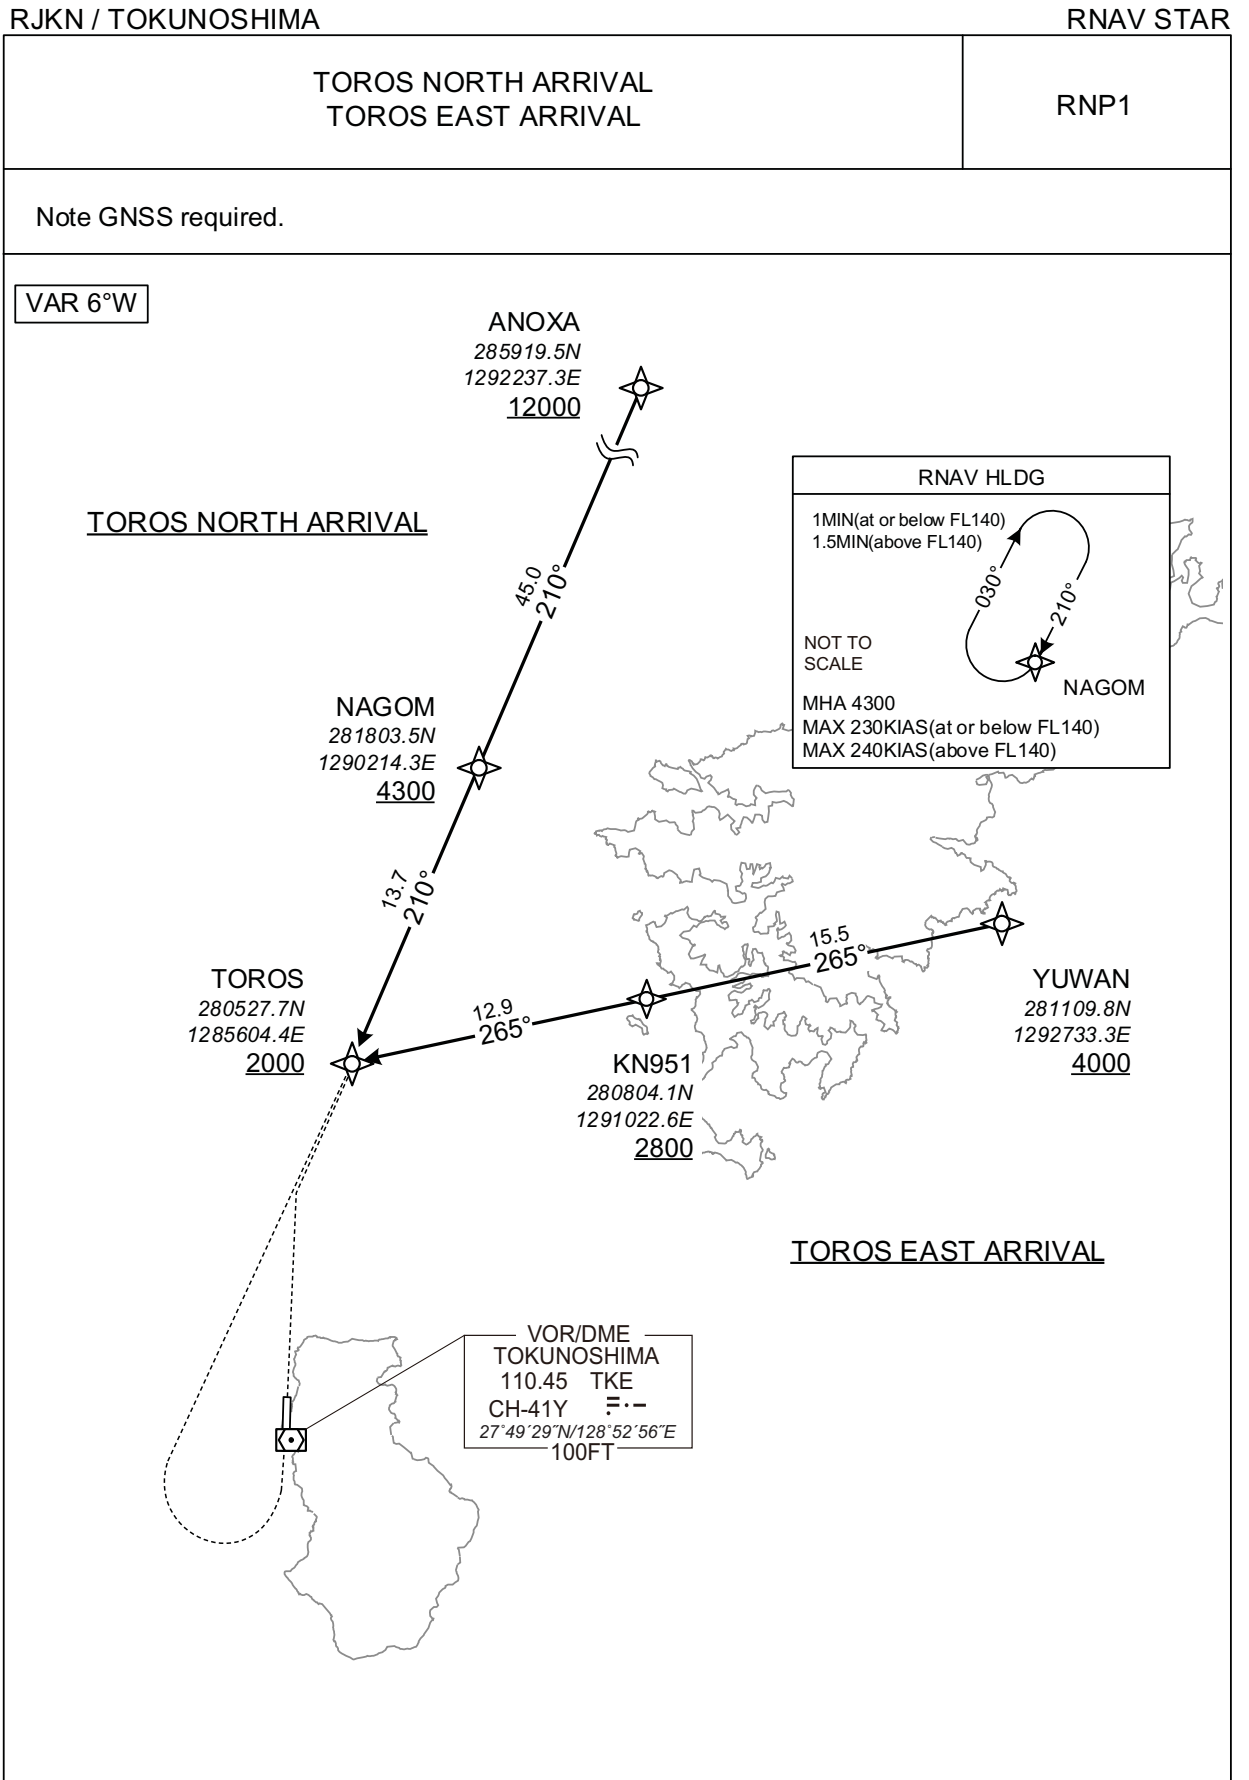 RJKN / TOKUNOSHIMA
RNAV STAR
TOROS NORTH ARRIVAL
TOROS EAST ARRIVAL
RNP1
Note GNSS required.
VAR 6°W
ANOXA
285919.5N
1292237.3E
12000
TOROS NORTH ARRIVAL
45.0
210°
RNAV HLDG
1MIN(at or below FL140)
1.5MIN(above FL140)
030°
210°
NOT TO
SCALE
NAGOM
MHA 4300
MAX 230KIAS(at or below FL140)
MAX 240KIAS(above FL140)
NAGOM
281803.5N
1290214.3E
4300
13.7
210°
15.5
265°
YUWAN
281109.8N
1292733.3E
4000
TOROS
280527.7N
1285604.4E
2000
12.9
265°
KN951
280804.1N
1291022.6E
2800
TOROS EAST ARRIVAL
VOR/DME
TOKUNOSHIMA
110.45 TKE
CH-41Y
27°49´29˝N/128°52´56˝E
100FT